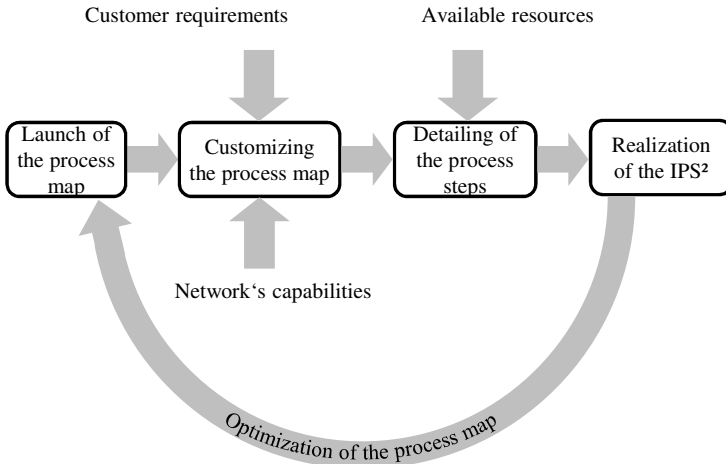 Customer requirements
Available resources
Launch of
the process
map
Customizing
the process map
Detailing of
the process
steps
Realization
of the IPS²
Network‘s capabilities
Optimization of the process map